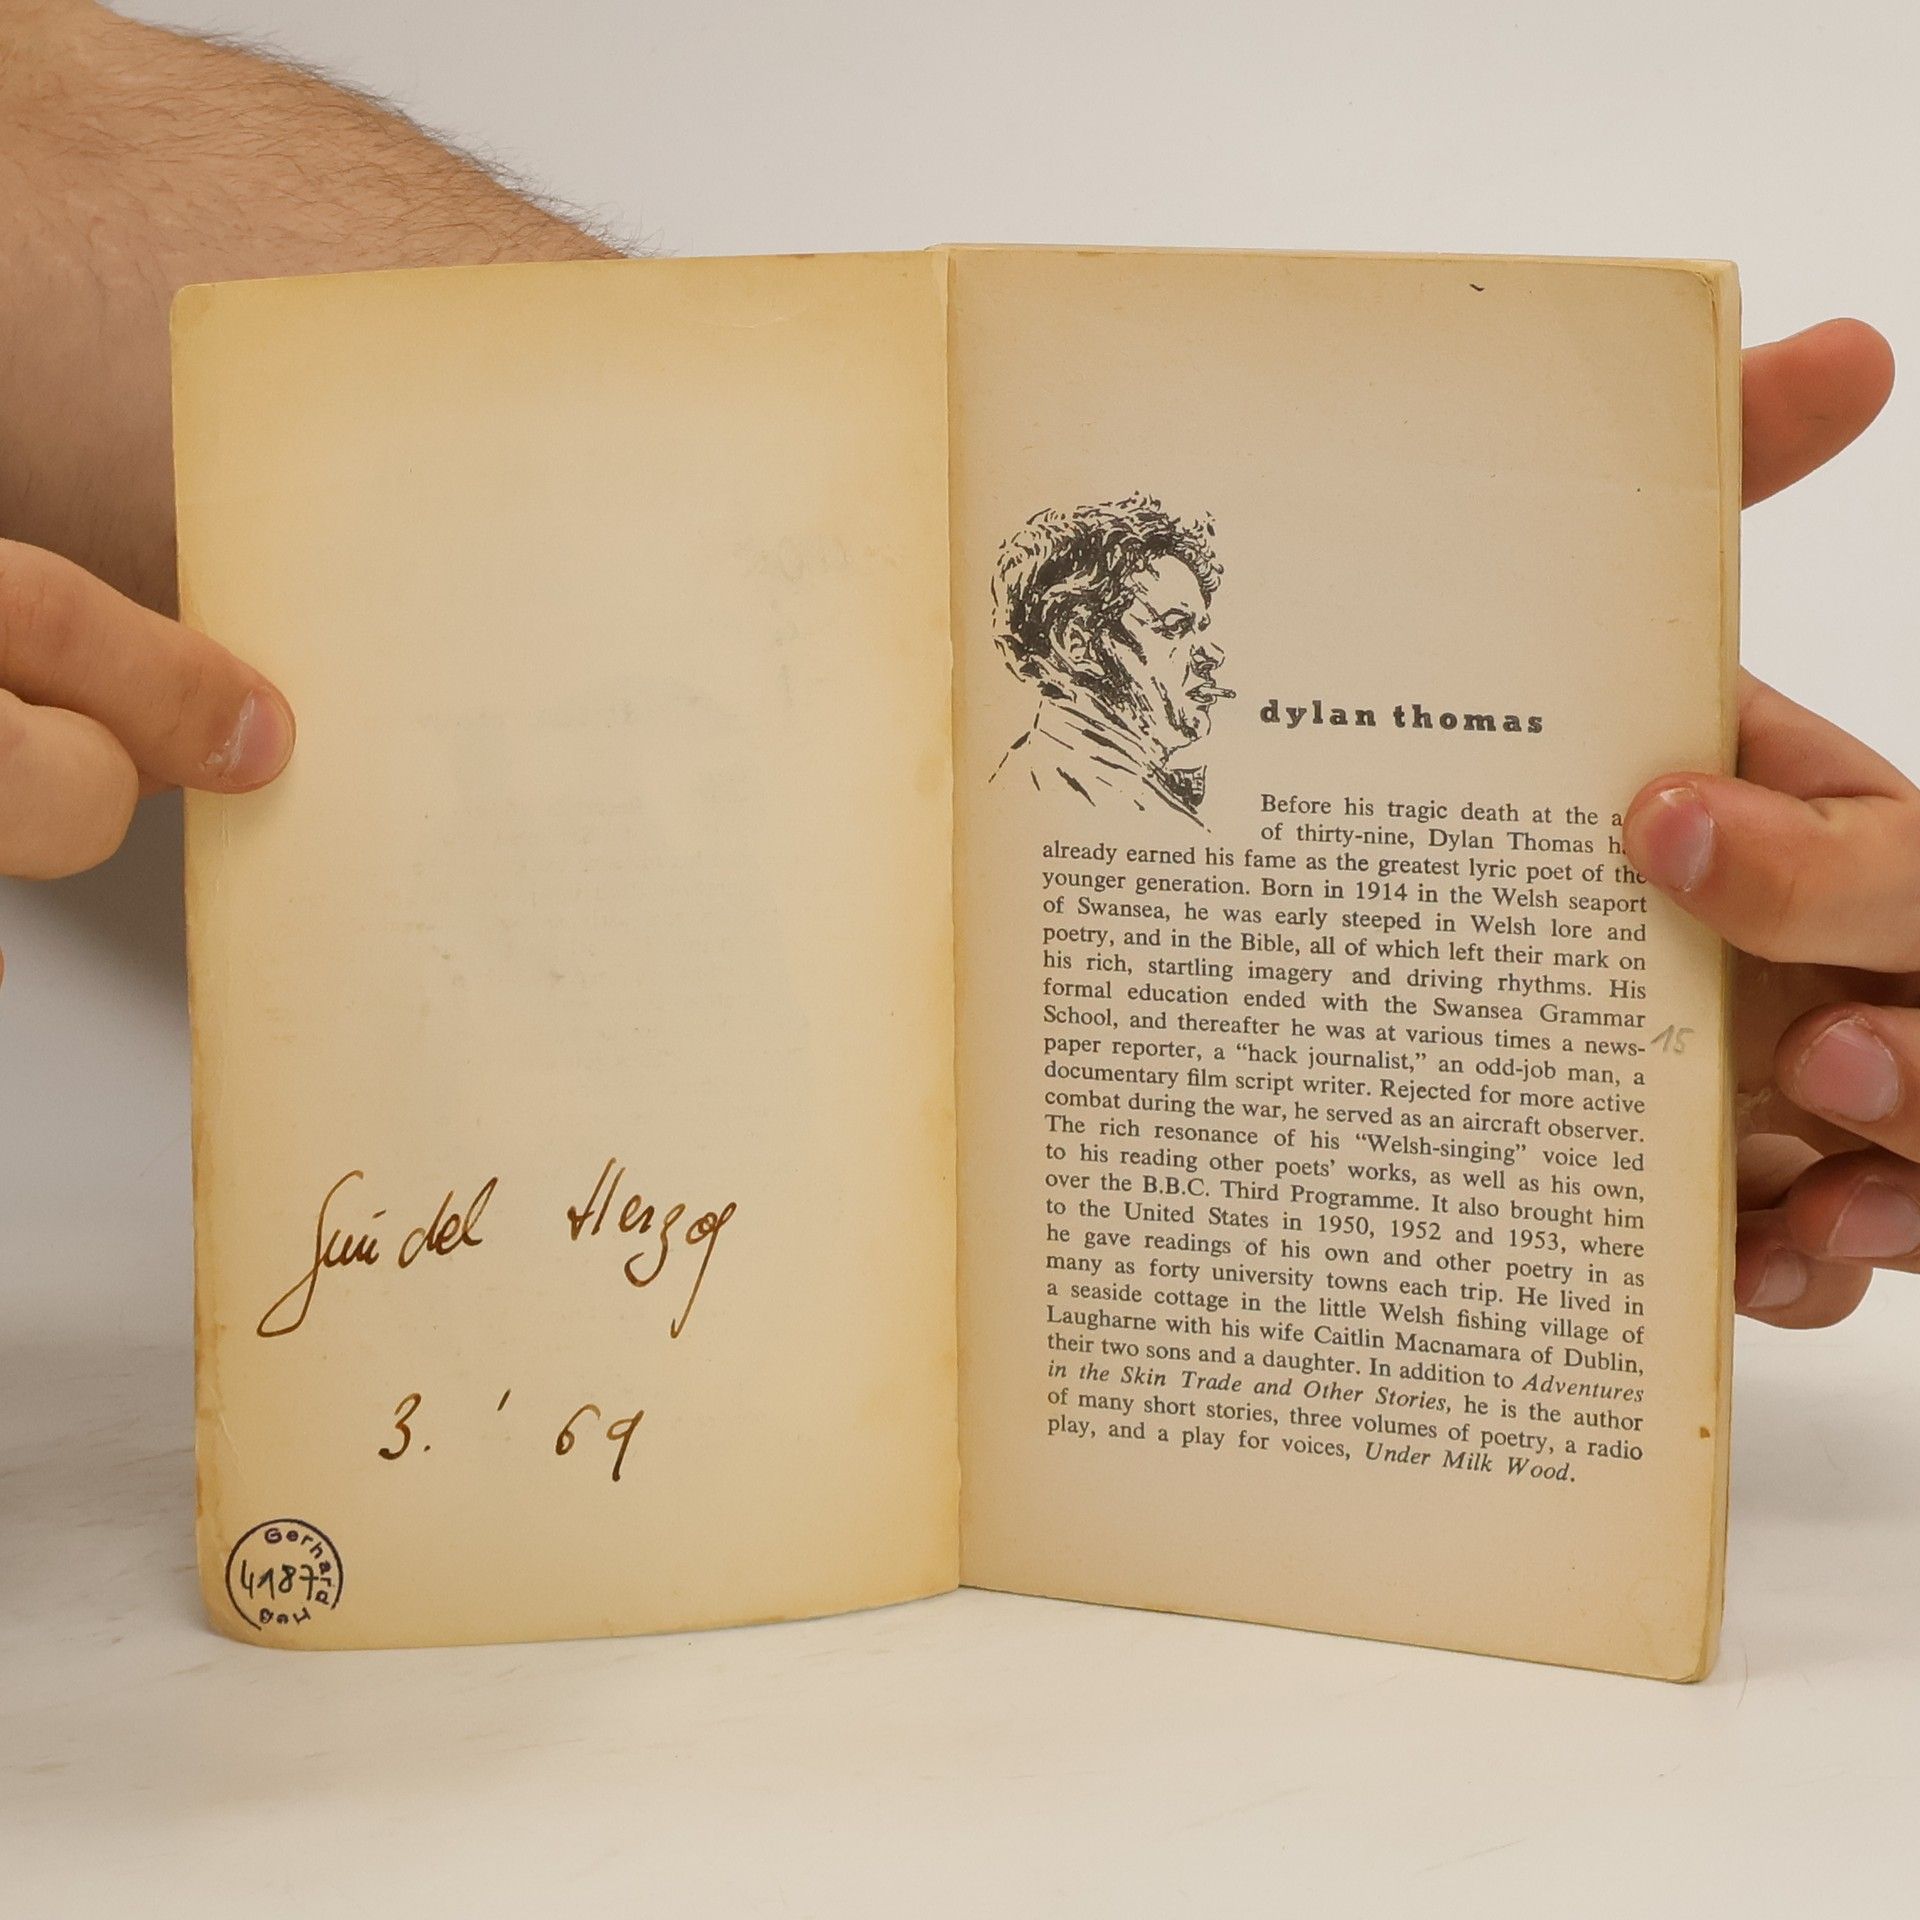 Herzog
3. ' 69
Gerhard
4187
dylan thomas
Before his tragic death at the a
of thirty-nine, Dylan Thomas h
already earned his fame as the greatest lyric poet of the
younger generation. Born in 1914 in the Welsh seaport
of Swansea, he was early steeped in Welsh lore and
poetry, and in the Bible, all of which left their mark on
his rich, startling imagery and driving rhythms. His
formal education ended with the Swansea Grammar
School, and thereafter he was at various times a news-
paper reporter, a “hack journalist,” an odd-job man, a
documentary film script writer. Rejected for more active
combat during the war, he served as an aircraft observer.
The rich resonance of his “Welsh-singing” voice led
to his reading other poets’ works, as well as his own,
over the B.B.C. Third Programme. It also brought him
to the United States in 1950, 1952 and 1953, where
he gave readings of his own and other poetry in as
many as forty university towns each trip. He lived in
a seaside cottage in the little Welsh fishing village of
Laugharne with his wife Caitlin Macnamara of Dublin,
their two sons and a daughter. In addition to Adventures
in the Skin Trade and Other Stories, he is the author
of many short stories, three volumes of poetry, a radio
play, and a play for voices, Under Milk Wood.
15